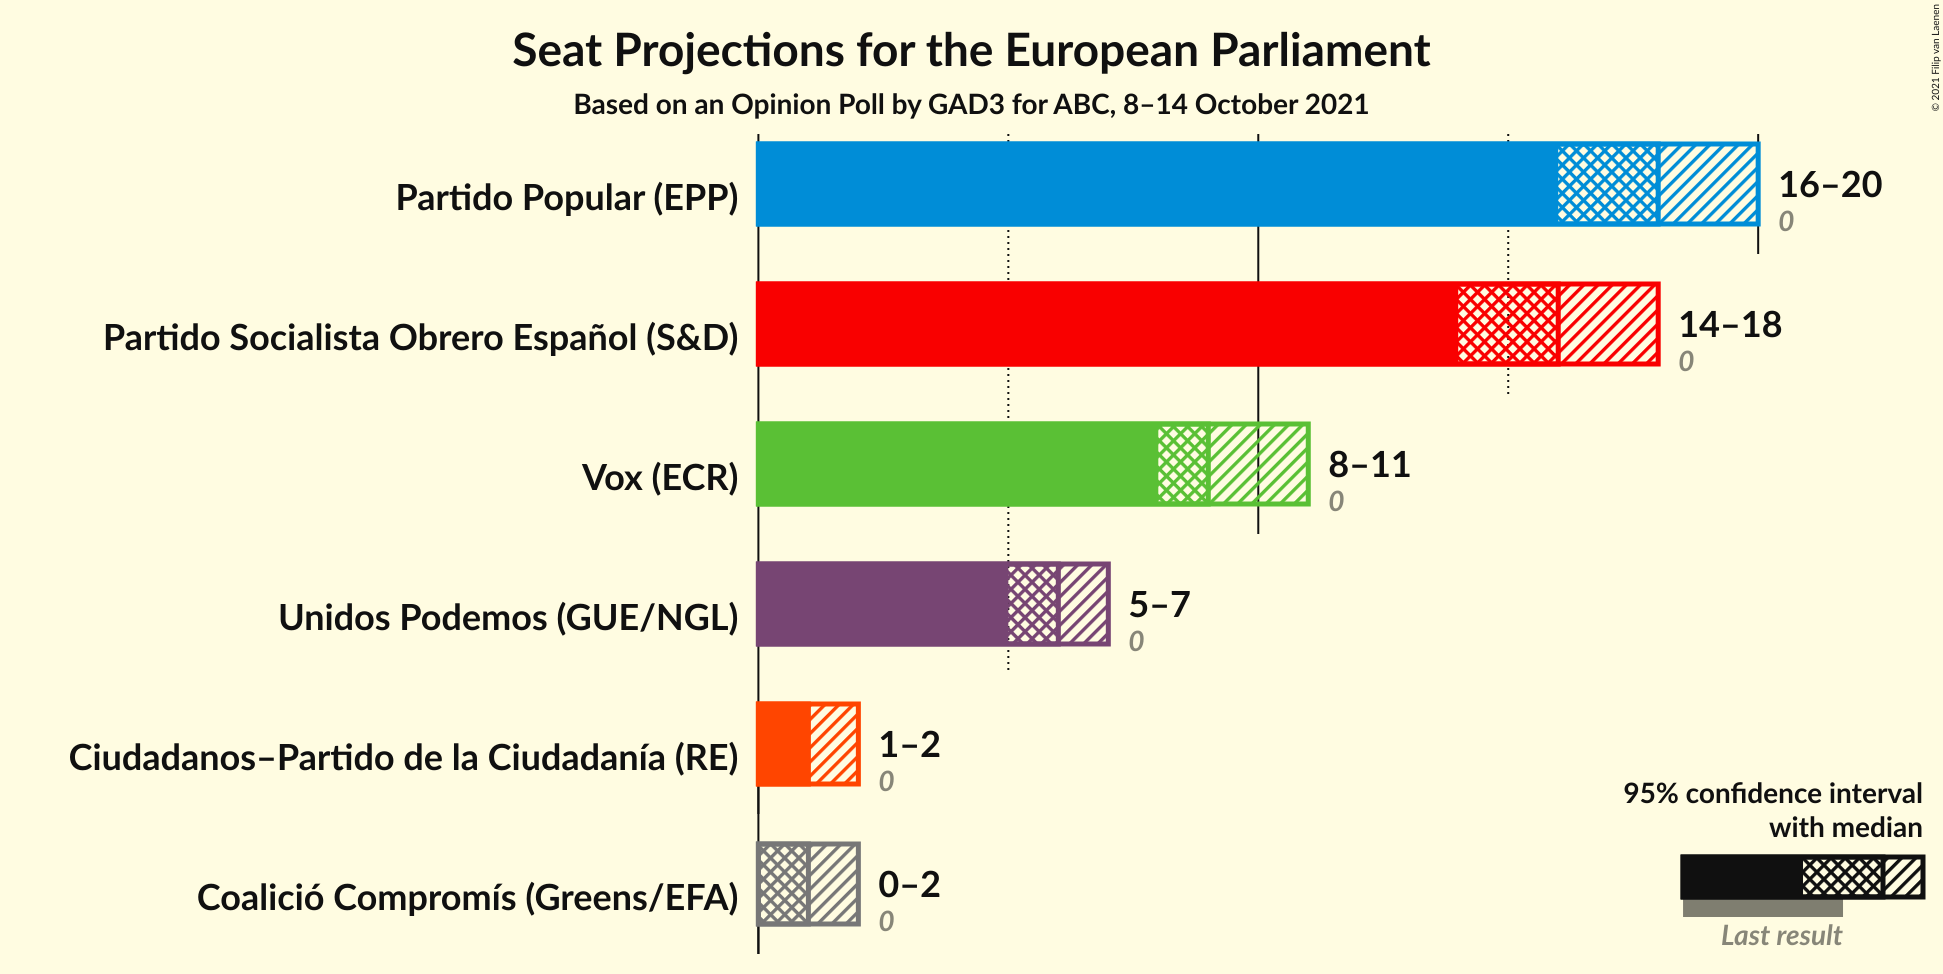 Seat Projections for the European Parliament
Based on an Opinion Poll by GAD3 for ABC, 8–14 October 2021
© 2021 Filip van Laenen
Partido Popular (EPP)
16–20
0
Partido Socialista Obrero Español (S&D)
14–18
0
Vox (ECR)
8–11
0
Unidos Podemos (GUE/NGL)
5–7
0
Ciudadanos–Partido de la Ciudadanía (RE)
1–2
0
Coalició Compromís (Greens/EFA)
0–2
0
95% confidence interval
with median
Last result